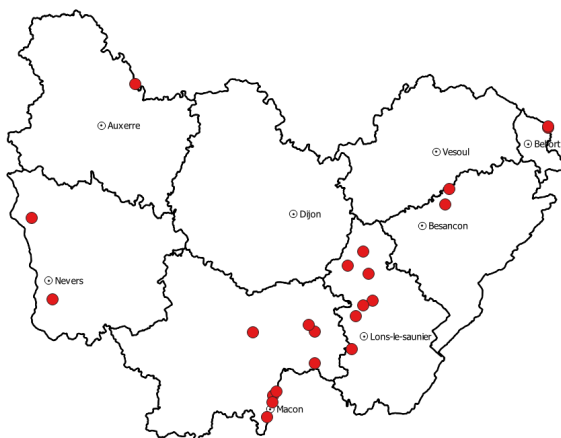 Auxerre
Vesoul
Belfort
Dijon
Besancon
Nevers
Lons-le-saunier
Macon